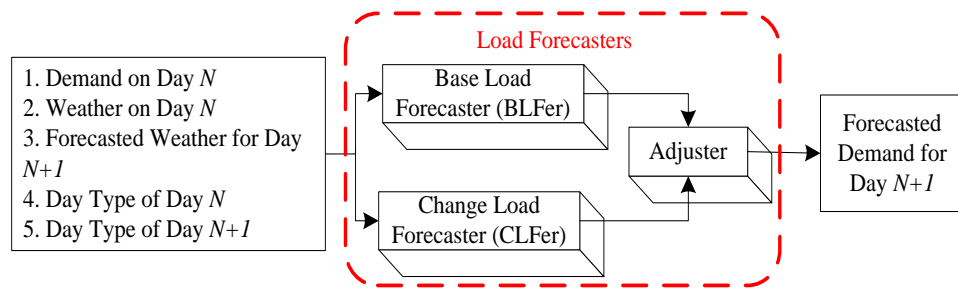 1. Demand on Day N
2. Weather on Day N
3. Forecasted Weather for Day
N+1
4. Day Type of Day N
5. Day Type of Day N+1
Load Forecasters
Base Load
Forecaster (BLFer)
Change Load
Forecaster (CLFer)
Adjuster
Forecasted
Demand for
Day N+1